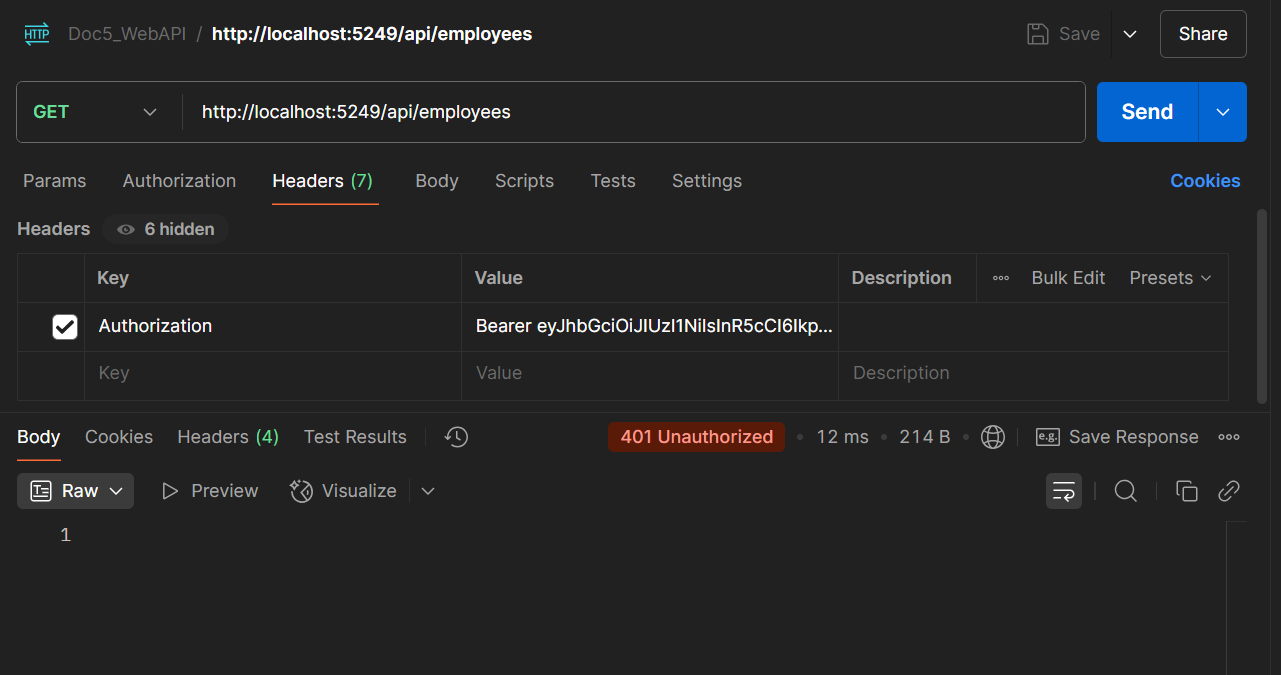 HTTP Doc5_WebAPI / http://localhost:5249/api/employees Save Share
GET http://localhost:5249/api/employees Send
Params Authorization Headers (7) Body Scripts Tests Settings Cookies
Headers 6 hidden
Key Value Description Bulk Edit Presets
Authorization Bearer eyJhbGciOiJIUzI1NiIsInR5cCI6Ikp...
Key Value Description
Body Cookies Headers (4) Test Results 401 Unauthorized • 12 ms • 214 B • e.g. Save Response
Raw Preview Visualize
1